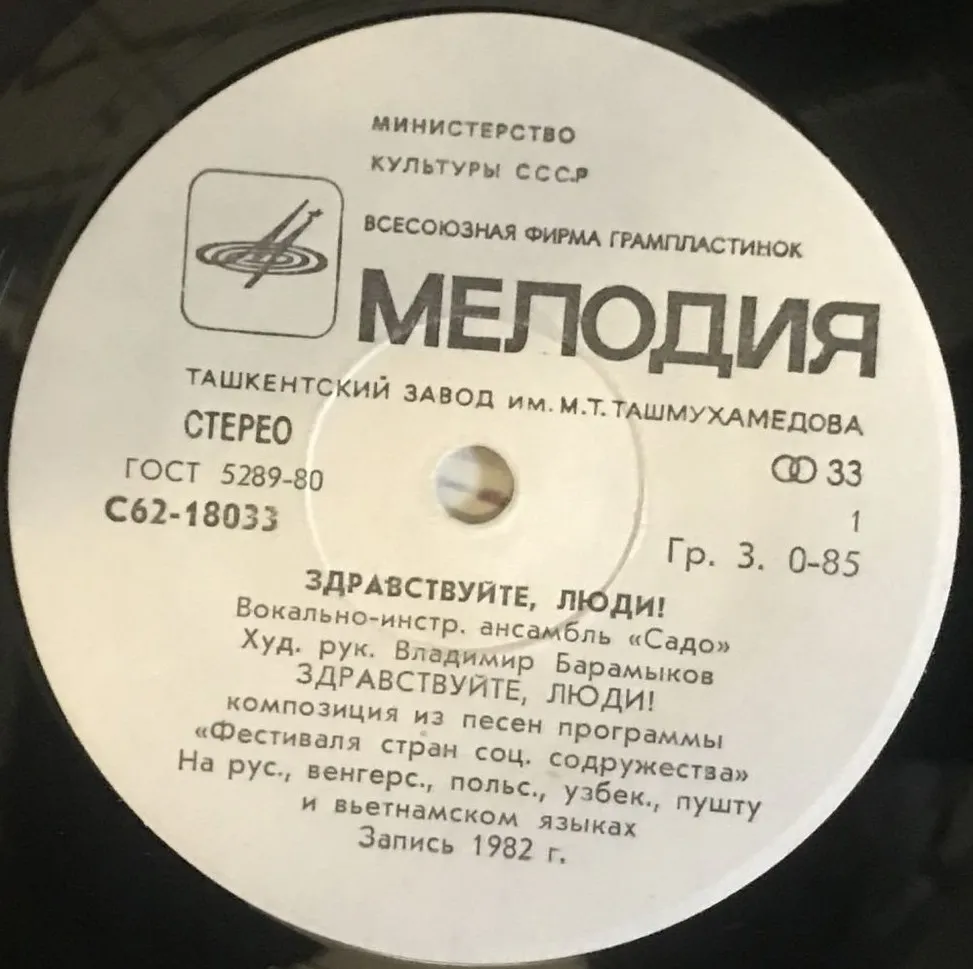 МИНИСТЕРСТВО
КУЛЬТУРЫ СССР
ВСЕСОЮЗНАЯ ФИРМА ГРАМПЛАСТИНОК
МЕЛОДИЯ
ТАШКЕНТСКИЙ ЗАВОД ИМ. М.Т. ТАШМУХАМЕДОВА
СТЕРЕО
ГОСТ 5289-80
33
С62-18033
1
Гр. 3. 0-85
ЗДРАВСТВУЙТЕ, ЛЮДИ!
Вокально-инстр. ансамбль «Садо»
Худ. рук. Владимир Барамыков
ЗДРАВСТВУЙТЕ, ЛЮДИ!
композиция из песен программы
«Фестиваля стран соц. содружества»
На рус., венгерс., польс., узбек., пушту
и вьетнамском языках
Запись 1982 г.